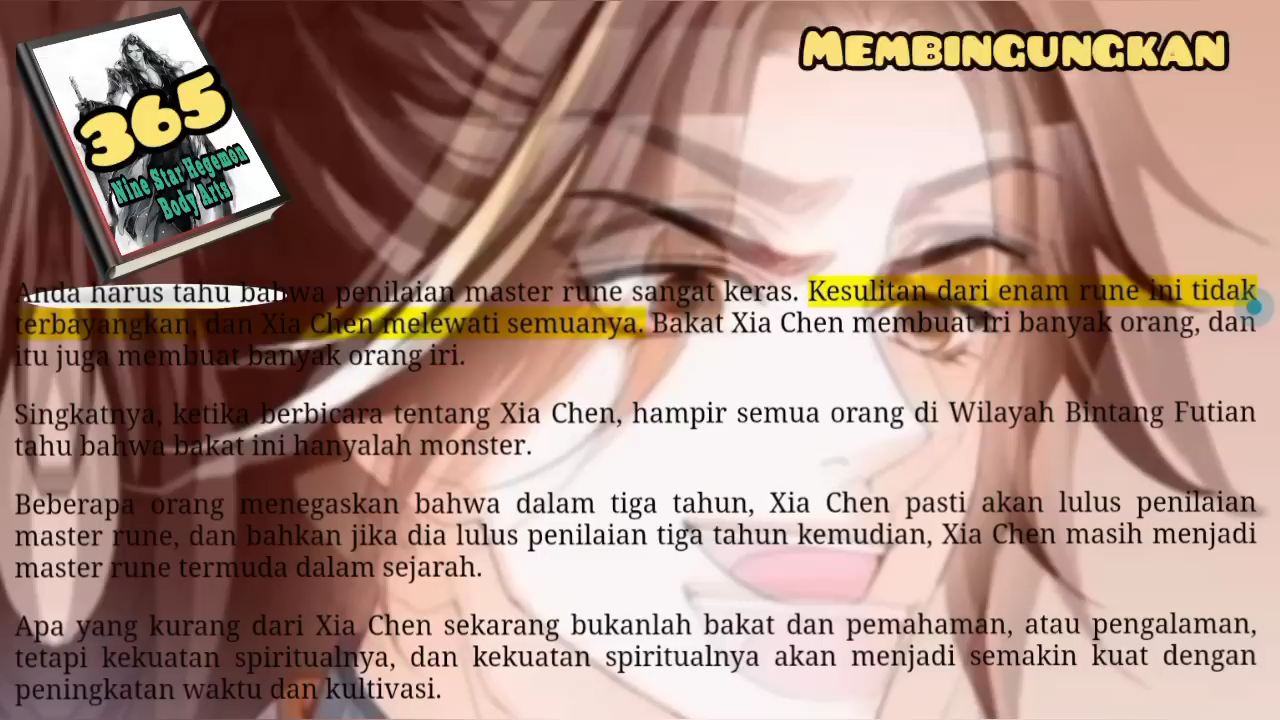 MEMBINGUNGKAN
365
Nine Star Hegemon
Body Arts
Anda harus tahu bahwa penilaian master rune sangat keras. Kesulitan dari enam rune ini tidak
terbayangkan, dan Xia Chen melewati semuanya. Bakat Xia Chen membuat iri banyak orang, dan
itu juga membuat banyak orang iri.
Singkatnya, ketika berbicara tentang Xia Chen, hampir semua orang di Wilayah Bintang Futian
tahu bahwa bakat ini hanyalah monster.
Beberapa orang menegaskan bahwa dalam tiga tahun, Xia Chen pasti akan lulus penilaian
master rune, dan bahkan jika dia lulus penilaian tiga tahun kemudian, Xia Chen masih menjadi
master rune termuda dalam sejarah.
Apa yang kurang dari Xia Chen sekarang bukanlah bakat dan pemahaman, atau pengalaman,
tetapi kekuatan spiritualnya, dan kekuatan spiritualnya akan menjadi semakin kuat dengan
peningkatan waktu dan kultivasi.